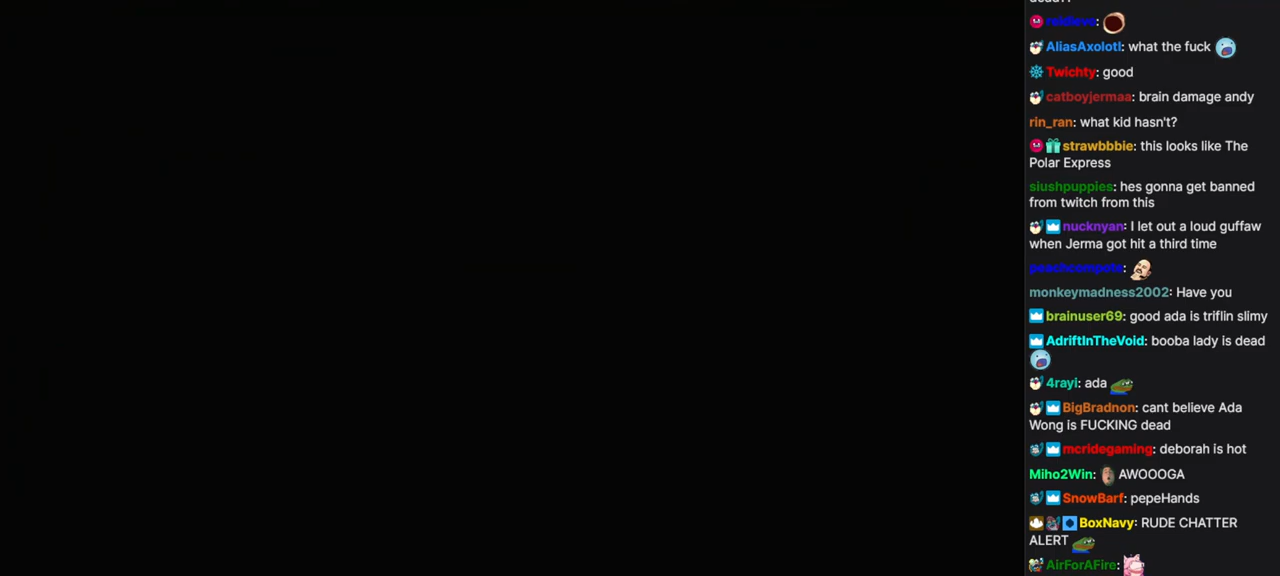 dead??
AliasAxolotl: what the fuck
Twichty: good
catboyjermaa: brain damage andy
rin_ran: what kid hasn't?
strawbbbie: this looks like The
Polar Express
siushpuppies: hes gonna get banned
from twitch from this
nucknyan: I let out a loud guffaw
when Jerma got hit a third time
peachcompote:
monkeymadness2002: Have you
brainuser69: good ada is triflin slimy
AdriftInTheVoid: booba lady is dead
4rayi: ada
BigBradnon: cant believe Ada
Wong is FUCKING dead
mcridegaming: deborah is hot
Miho2Win: AWOOOGA
SnowBarf: pepeHands
BoxNavy: RUDE CHATTER
ALERT
AirForAFire: